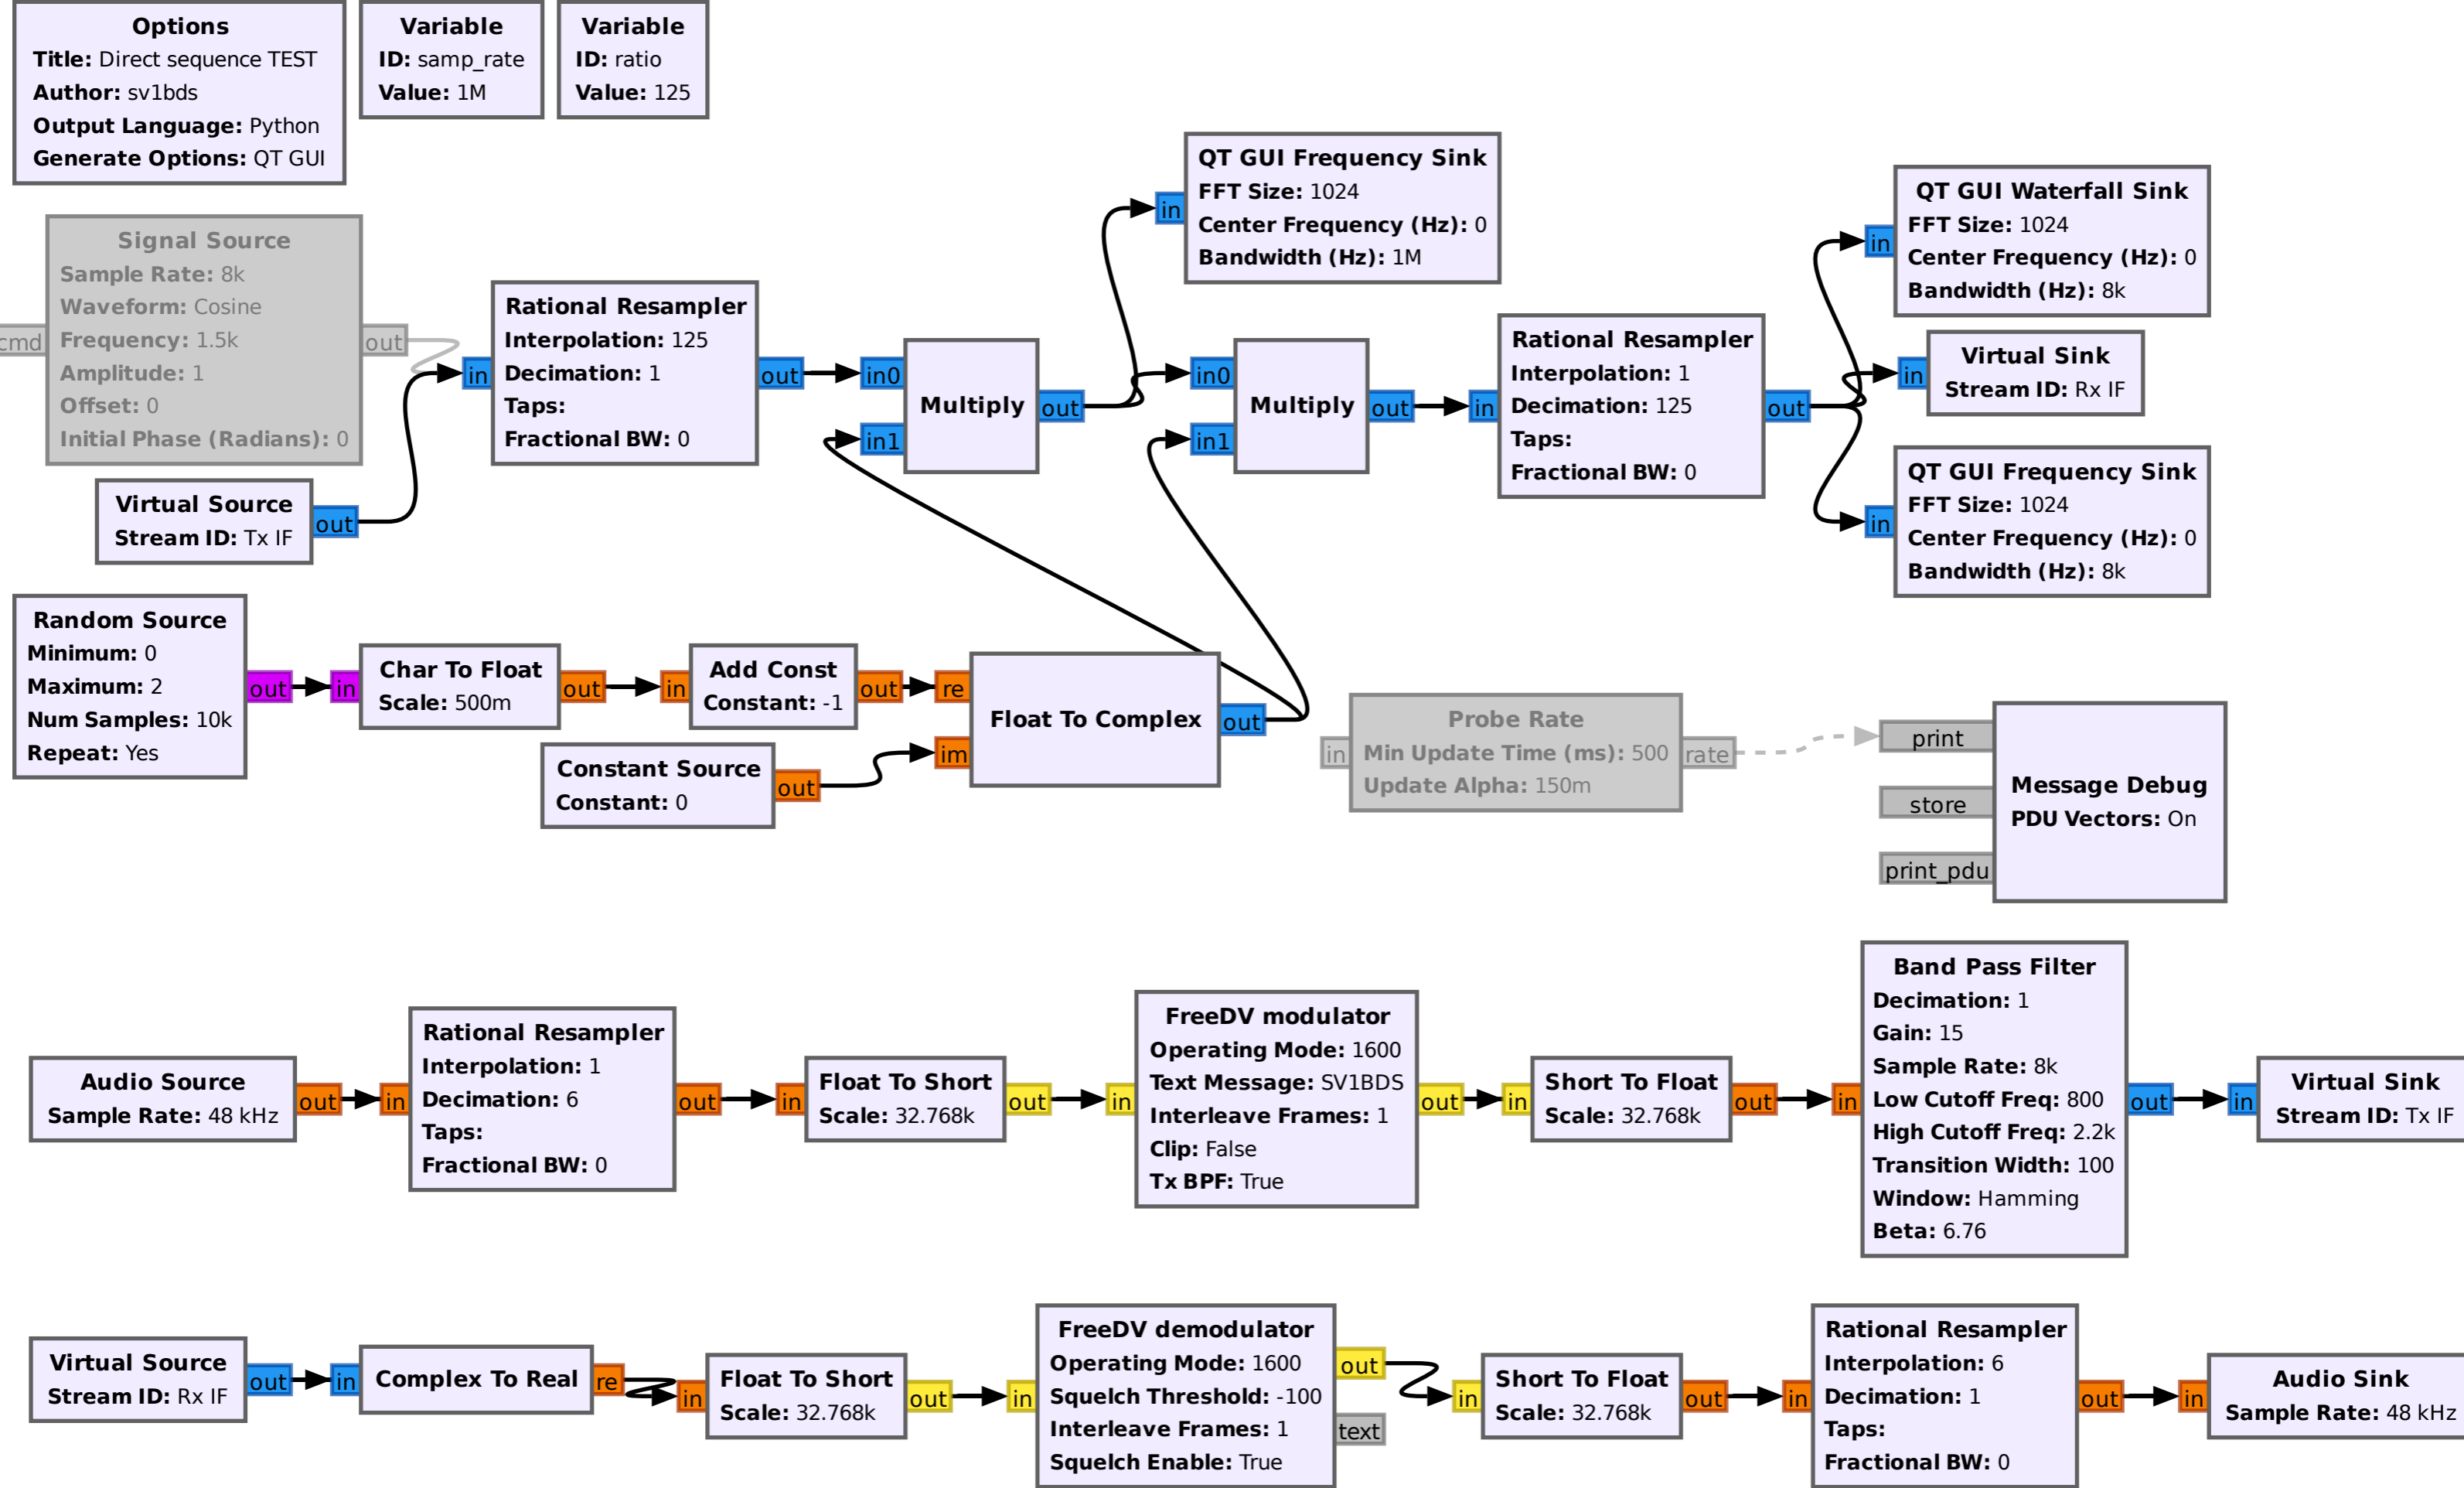 Options
Title: Direct sequence TEST
Author: sv1bds
Output Language: Python
Generate Options: QT GUI
Variable
ID: samp_rate
Value: 1M
Variable
ID: ratio
Value: 125
QT GUI Frequency Sink
FFT Size: 1024
Center Frequency (Hz): 0
Bandwidth (Hz): 1M
in
QT GUI Waterfall Sink
FFT Size: 1024
Center Frequency (Hz): 0
Bandwidth (Hz): 8k
in
Signal Source
Sample Rate: 8k
Waveform: Cosine
Frequency: 1.5k
Amplitude: 1
Offset: 0
Initial Phase (Radians): 0
cmd
out
in
Rational Resampler
Interpolation: 125
Decimation: 1
Taps:
Fractional BW: 0
out
in0
in1
Multiply
out
in0
in1
Multiply
out
in
Rational Resampler
Interpolation: 1
Decimation: 125
Taps:
Fractional BW: 0
out
in
Virtual Sink
Stream ID: Rx IF
in
QT GUI Frequency Sink
FFT Size: 1024
Center Frequency (Hz): 0
Bandwidth (Hz): 8k
Virtual Source
Stream ID: Tx IF
out
Random Source
Minimum: 0
Maximum: 2
Num Samples: 10k
Repeat: Yes
out
in
Char To Float
Scale: 500m
out
in
Add Const
Constant: -1
out
re
im
Float To Complex
out
Constant Source
Constant: 0
out
in
Probe Rate
Min Update Time (ms): 500
Update Alpha: 150m
rate
print
store
print_pdu
Message Debug
PDU Vectors: On
Audio Source
Sample Rate: 48 kHz
out
in
Rational Resampler
Interpolation: 1
Decimation: 6
Taps:
Fractional BW: 0
out
in
Float To Short
Scale: 32.768k
out
in
FreeDV modulator
Operating Mode: 1600
Text Message: SV1BDS
Interleave Frames: 1
Clip: False
Tx BPF: True
out
in
Short To Float
Scale: 32.768k
out
in
Band Pass Filter
Decimation: 1
Gain: 15
Sample Rate: 8k
Low Cutoff Freq: 800
High Cutoff Freq: 2.2k
Transition Width: 100
Window: Hamming
Beta: 6.76
out
in
Virtual Sink
Stream ID: Tx IF
Virtual Source
Stream ID: Rx IF
out
in
Complex To Real
re
in
Float To Short
Scale: 32.768k
out
in
FreeDV demodulator
Operating Mode: 1600
Squelch Threshold: -100
Interleave Frames: 1
Squelch Enable: True
out
text
in
Short To Float
Scale: 32.768k
out
in
Rational Resampler
Interpolation: 6
Decimation: 1
Taps:
Fractional BW: 0
out
in
Audio Sink
Sample Rate: 48 kHz